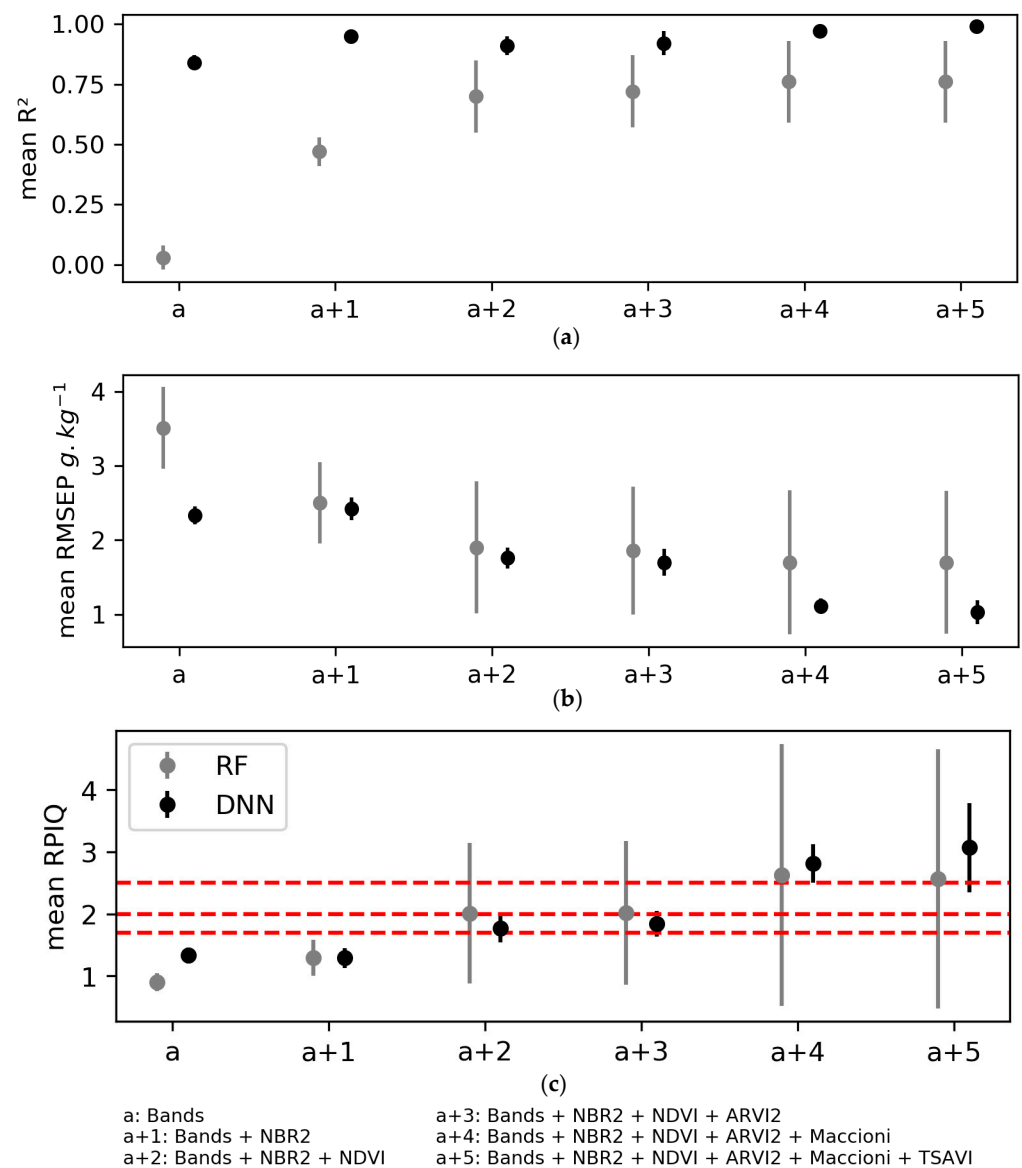 1.00
0.75
0.50
0.25
0.00
mean R²
a a+1 a+2 a+3 a+4 a+5
(a)
4
3
2
1
mean RMSEP g.kg⁻¹
a a+1 a+2 a+3 a+4 a+5
(b)
RF
DNN
4
3
2
1
mean RPIQ
a a+1 a+2 a+3 a+4 a+5
(c)
a: Bands
a+1: Bands + NBR2
a+2: Bands + NBR2 + NDVI
a+3: Bands + NBR2 + NDVI + ARVI2
a+4: Bands + NBR2 + NDVI + ARVI2 + Maccioni
a+5: Bands + NBR2 + NDVI + ARVI2 + Maccioni + TSAVI